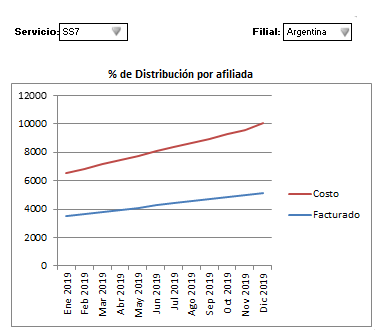 Servicio: SS7
Filial: Argentina
% de Distribución por afiliada
12000
10000
8000
6000
4000
2000
0
Costo
Facturado
Ene 2019
Feb 2019
Mar 2019
Abr 2019
May 2019
Jun 2019
Jul 2019
Ago 2019
Sep 2019
Oct 2019
Nov 2019
Dic 2019